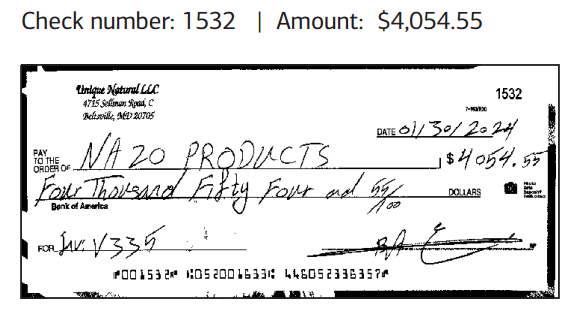 Check number: 1532 | Amount: $4,054.55
Unique Natural LLC
4715 Sellman Road, C
Beltsville, MD 20705
1532
DATE 01/30/2024
PAY TO THE ORDER OF NA 20 PRODUCTS $4054.55
Four Thousand Fifty Four and 55/100 DOLLARS
Bank of America
FOR Inv. V335
⑈001532⑈ ⑆052001633⑆ 446052336357⑈